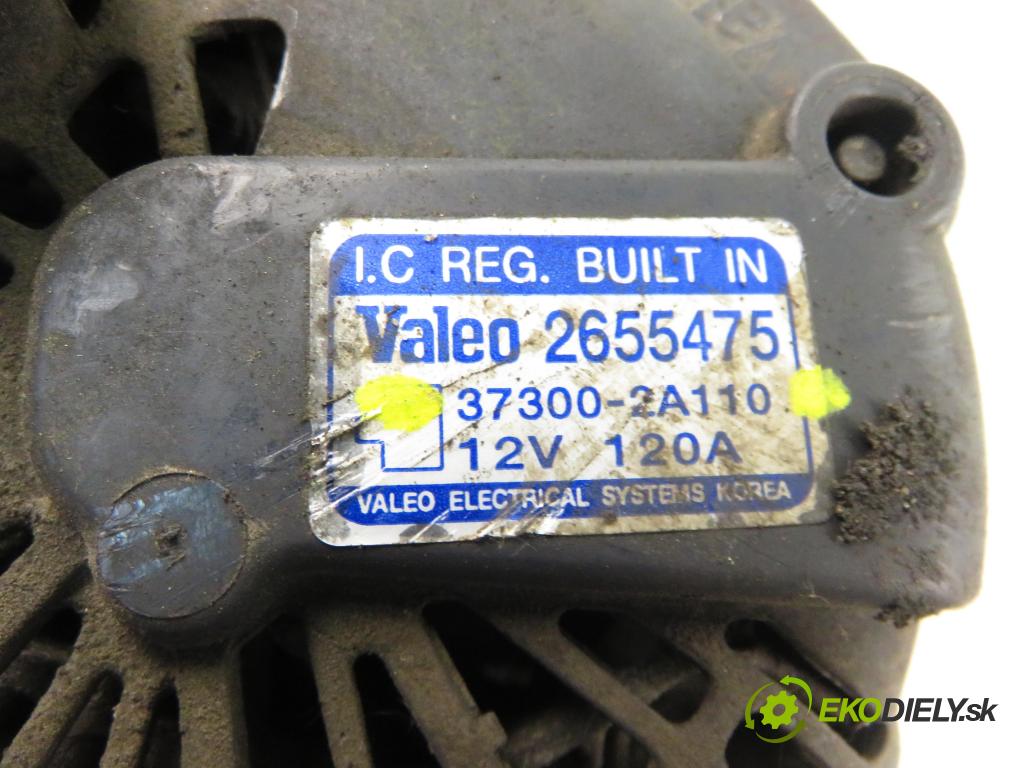 I.C REG. BUILT IN
Valeo 2655475
37300-2A110
12V 120A
VALEO ELECTRICAL SYSTEMS KOREA
EKODIELY.sk